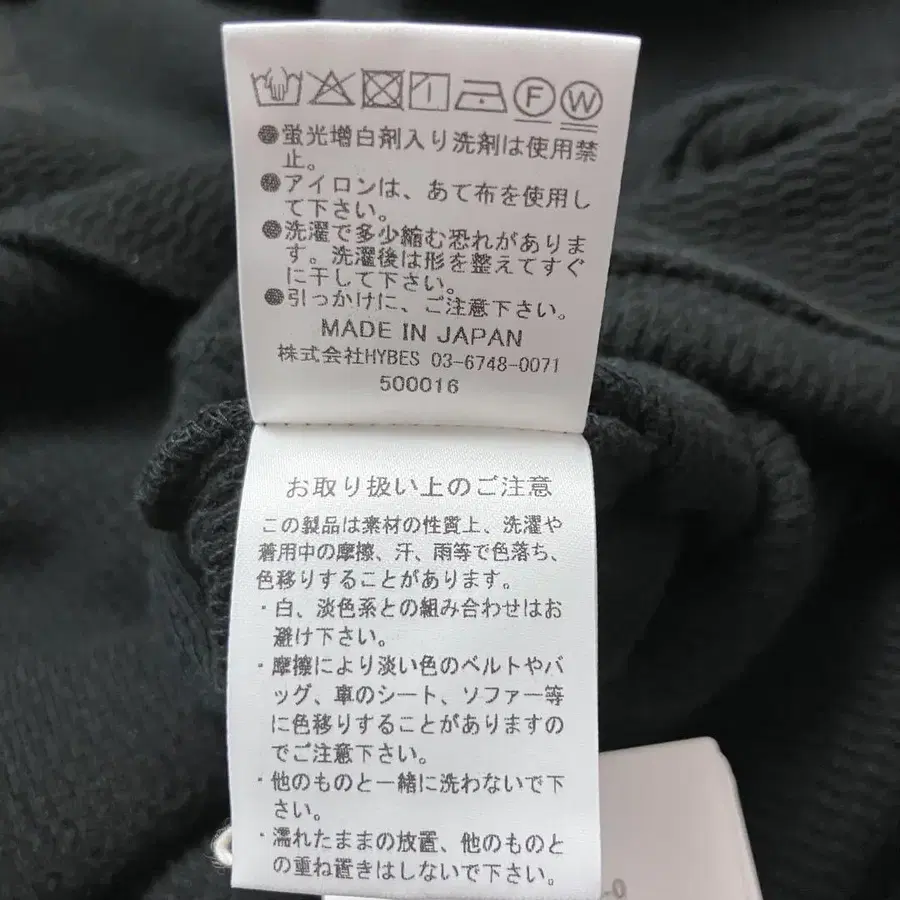 F W
●蛍光増白剤入り洗剤は使用禁
止。
●アイロンは、あて布を使用し
て下さい。
●洗濯で多少縮む恐れがありま
す。洗濯後は形を整えてすぐ
に干して下さい。
●引っかけに、ご注意下さい。
MADE IN JAPAN
株式会社HYBES 03-6748-0071
500016
お取り扱い上のご注意
この製品は素材の性質上、洗濯や
着用中の摩擦、汗、雨等で色落ち、
色移りすることがあります。
・白、淡色系との組み合わせはお
避け下さい。
・摩擦により淡い色のベルトやバ
ッグ、車のシート、ソファー等
に色移りすることがありますの
でご注意下さい。
・他のものと一緒に洗わないで下
さい。
・濡れたままの放置、他のものと
の重ね置きはしないで下さい。
-0